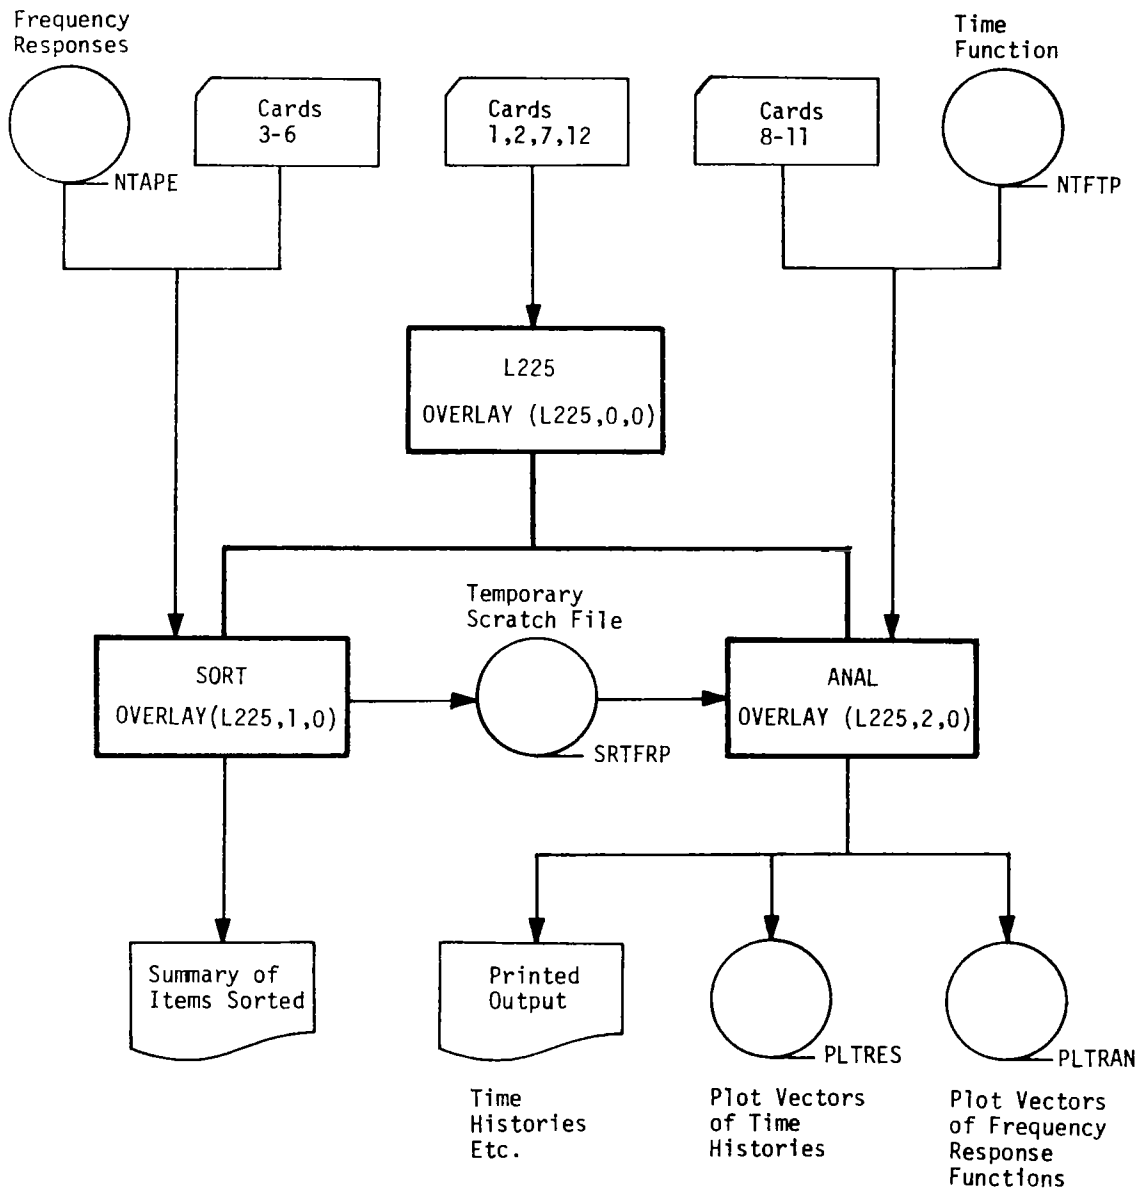 Frequency
Responses
Time
Function
Cards
3-6
Cards
1,2,7,12
Cards
8-11
NTAPE
NTFTP
L225
OVERLAY (L225,0,0)
Temporary
Scratch File
SORT
OVERLAY(L225,1,0)
ANAL
OVERLAY (L225,2,0)
SRTFRP
Summary of
Items Sorted
Printed
Output
PLTRES
PLTRAN
Time
Histories
Etc.
Plot Vectors
of Time
Histories
Plot Vectors
of Frequency
Response
Functions